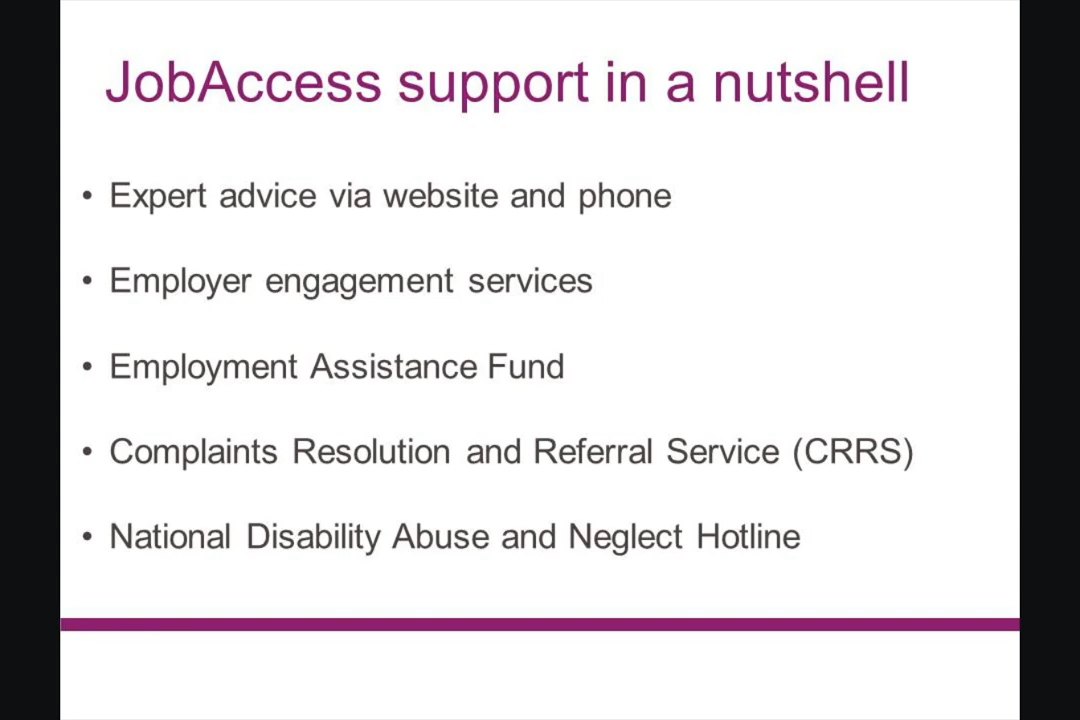 JobAccess support in a nutshell
• Expert advice via website and phone
• Employer engagement services
• Employment Assistance Fund
• Complaints Resolution and Referral Service (CRRS)
• National Disability Abuse and Neglect Hotline